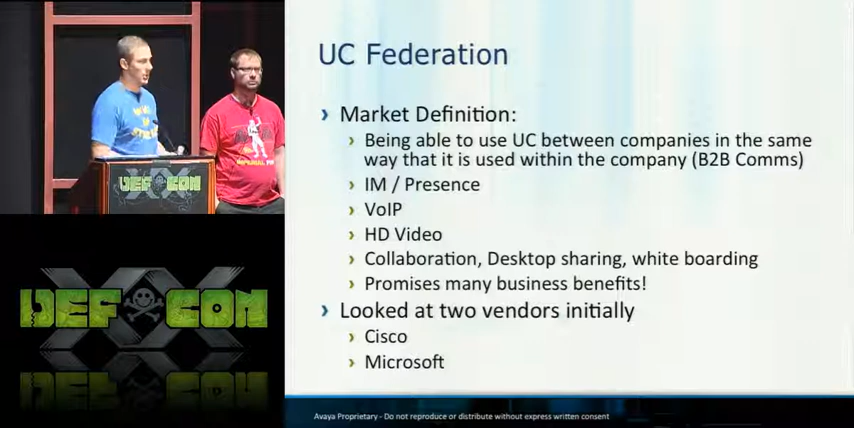 UC Federation
› Market Definition:
› Being able to use UC between companies in the same
way that it is used within the company (B2B Comms)
› IM / Presence
› VoIP
› HD Video
› Collaboration, Desktop sharing, white boarding
› Promises many business benefits!
› Looked at two vendors initially
› Cisco
› Microsoft
Avaya Proprietary - Do not reproduce or distribute without express written consent
DEF CON
XX
DEF CON